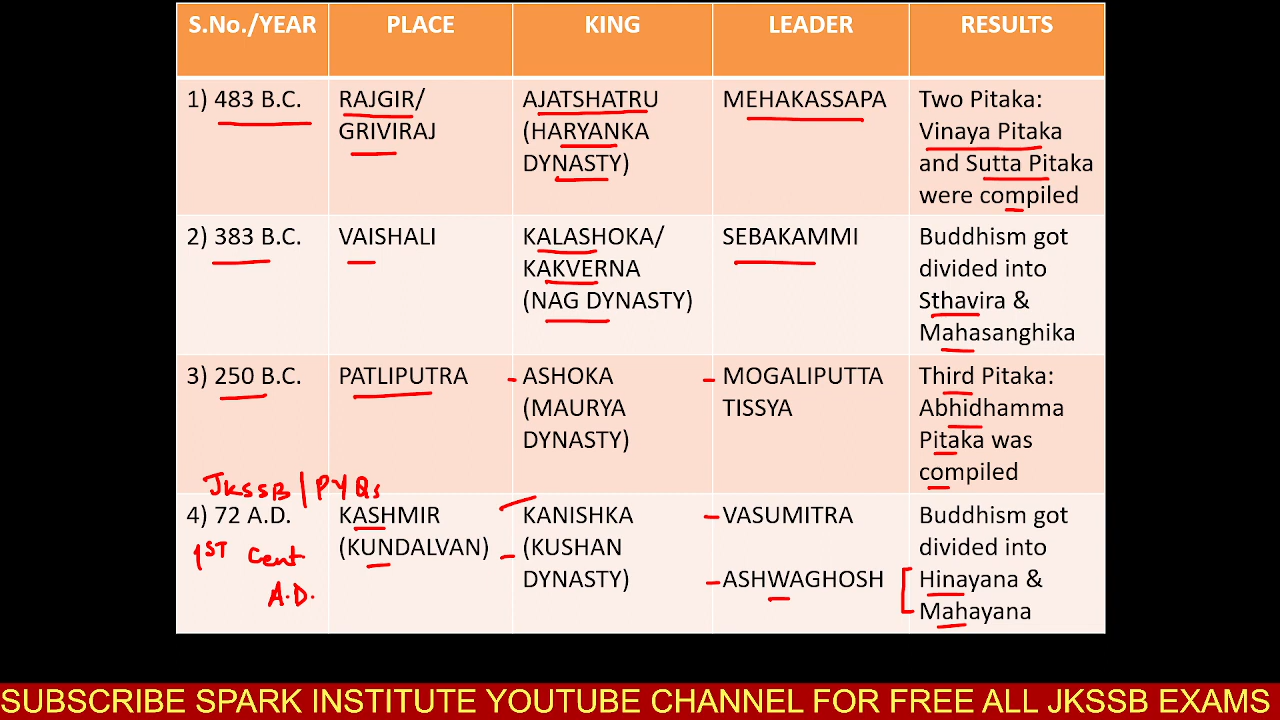 S.No./YEAR PLACE KING LEADER RESULTS
1) 483 B.C. RAJGIR/ AJATSHATRU MEHAKASSAPA Two Pitaka:
GRIVIRAJ (HARYANKA Vinaya Pitaka
DYNASTY) and Sutta Pitaka
were compiled
2) 383 B.C. VAISHALI KALASHOKA/ SEBAKAMMI Buddhism got
KAKVERNA divided into
(NAG DYNASTY) Sthavira &
Mahasanghika
3) 250 B.C. PATLIPUTRA ASHOKA MOGALIPUTTA Third Pitaka:
(MAURYA TISSYA Abhidhamma
DYNASTY) Pitaka was
compiled
JKSSB | PYQs
4) 72 A.D. KASHMIR KANISHKA VASUMITRA Buddhism got
1ST Cent (KUNDALVAN) (KUSHAN divided into
A.D. DYNASTY) ASHWAGHOSH Hinayana &
Mahayana
SUBSCRIBE SPARK INSTITUTE YOUTUBE CHANNEL FOR FREE ALL JKSSB EXAMS